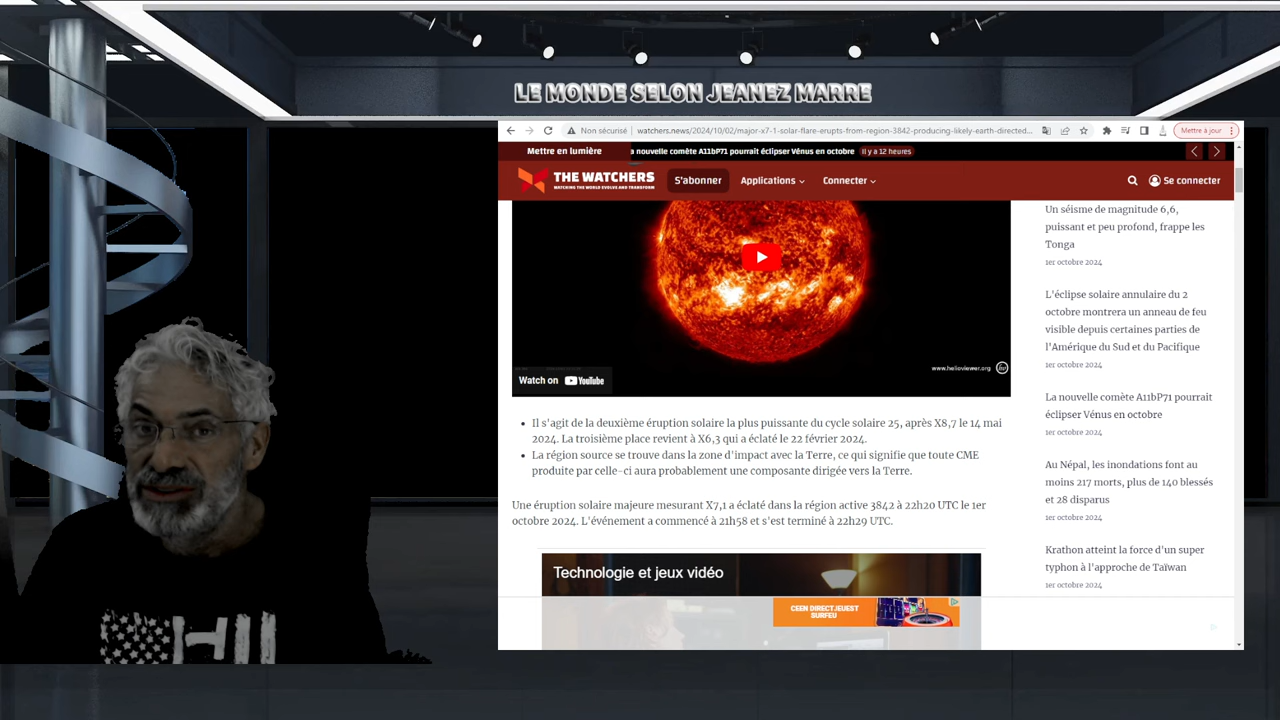 LE MONDE SELON JEANEZ MARRE
Non sécurisé watchers.news/2024/10/02/major-x7-1-solar-flare-erupts-from-region-3842-producing-likely-earth-directed...
Mettre à jour
Mettre en lumière a nouvelle comète A11bP71 pourrait éclipser Vénus en octobre Il y a 12 heures
THE WATCHERS
WATCHING THE WORLD EVOLVE AND TRANSFORM
S'abonner Applications Connecter Se connecter
Watch on YouTube
www.helioviewer.org
Il s'agit de la deuxième éruption solaire la plus puissante du cycle solaire 25, après X8,7 le 14 mai
2024. La troisième place revient à X6,3 qui a éclaté le 22 février 2024.
La région source se trouve dans la zone d'impact avec la Terre, ce qui signifie que toute CME
produite par celle-ci aura probablement une composante dirigée vers la Terre.
Une éruption solaire majeure mesurant X7,1 a éclaté dans la région active 3842 à 22h20 UTC le 1er
octobre 2024. L'événement a commencé à 21h58 et s'est terminé à 22h29 UTC.
Technologie et jeux vidéo
CEEN DIRECTJEUEST
SURFEU
Un séisme de magnitude 6,6,
puissant et peu profond, frappe les
Tonga
1er octobre 2024
L'éclipse solaire annulaire du 2
octobre montrera un anneau de feu
visible depuis certaines parties de
l'Amérique du Sud et du Pacifique
1er octobre 2024
La nouvelle comète A11bP71 pourrait
éclipser Vénus en octobre
1er octobre 2024
Au Népal, les inondations font au
moins 217 morts, plus de 140 blessés
et 28 disparus
1er octobre 2024
Krathon atteint la force d'un super
typhon à l'approche de Taïwan
1er octobre 2024